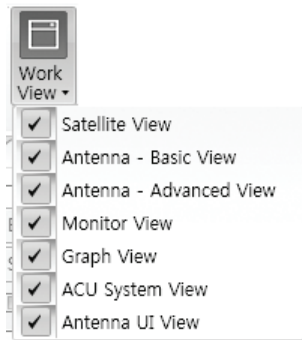 Work
View
Satellite View
Antenna - Basic View
Antenna - Advanced View
Monitor View
Graph View
ACU System View
Antenna UI View